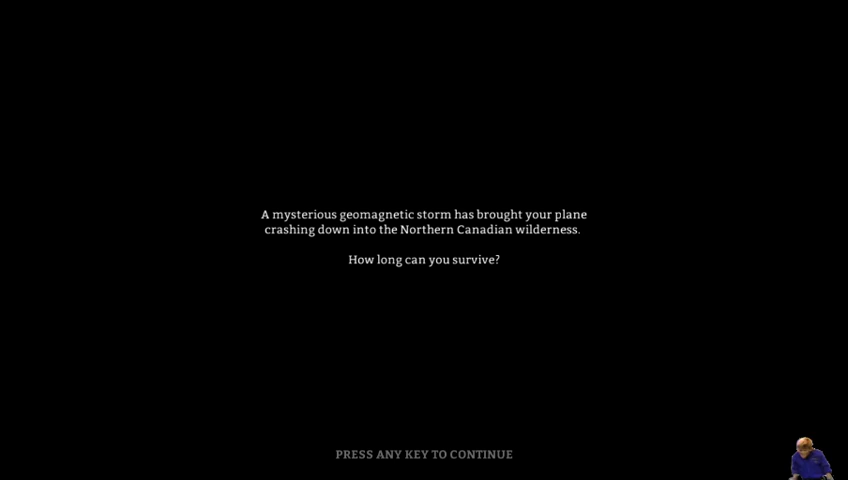 A mysterious geomagnetic storm has brought your plane
crashing down into the Northern Canadian wilderness.
How long can you survive?
PRESS ANY KEY TO CONTINUE